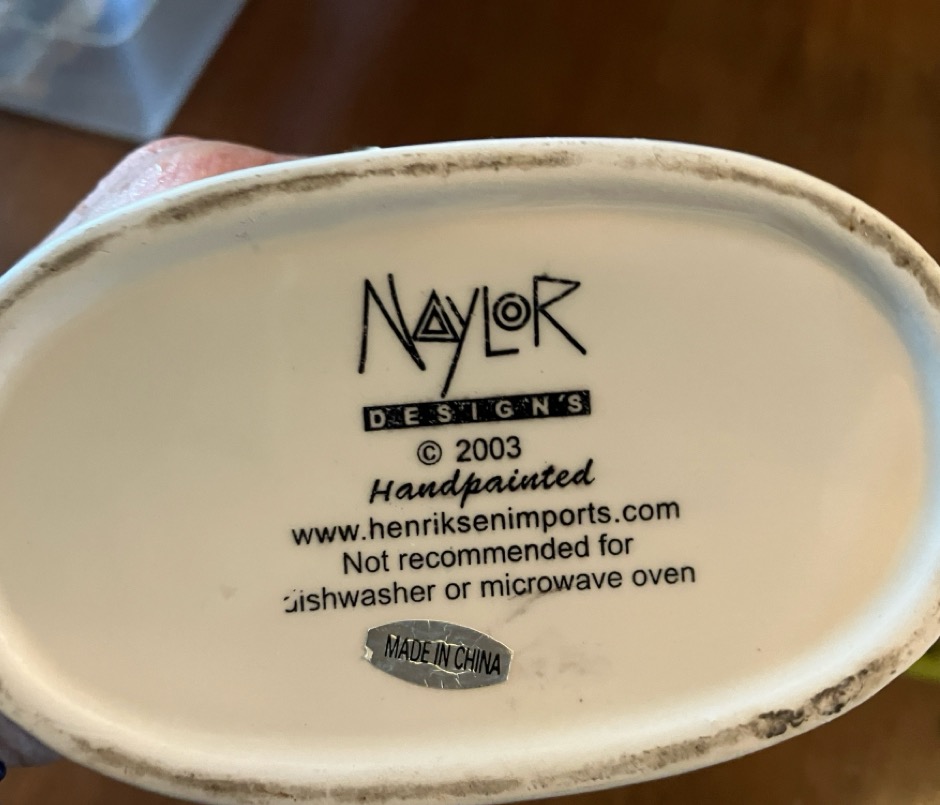 NAYLOR
DESIGN'S
© 2003
Handpainted
www.henriksenimports.com
Not recommended for
dishwasher or microwave oven
MADE IN CHINA